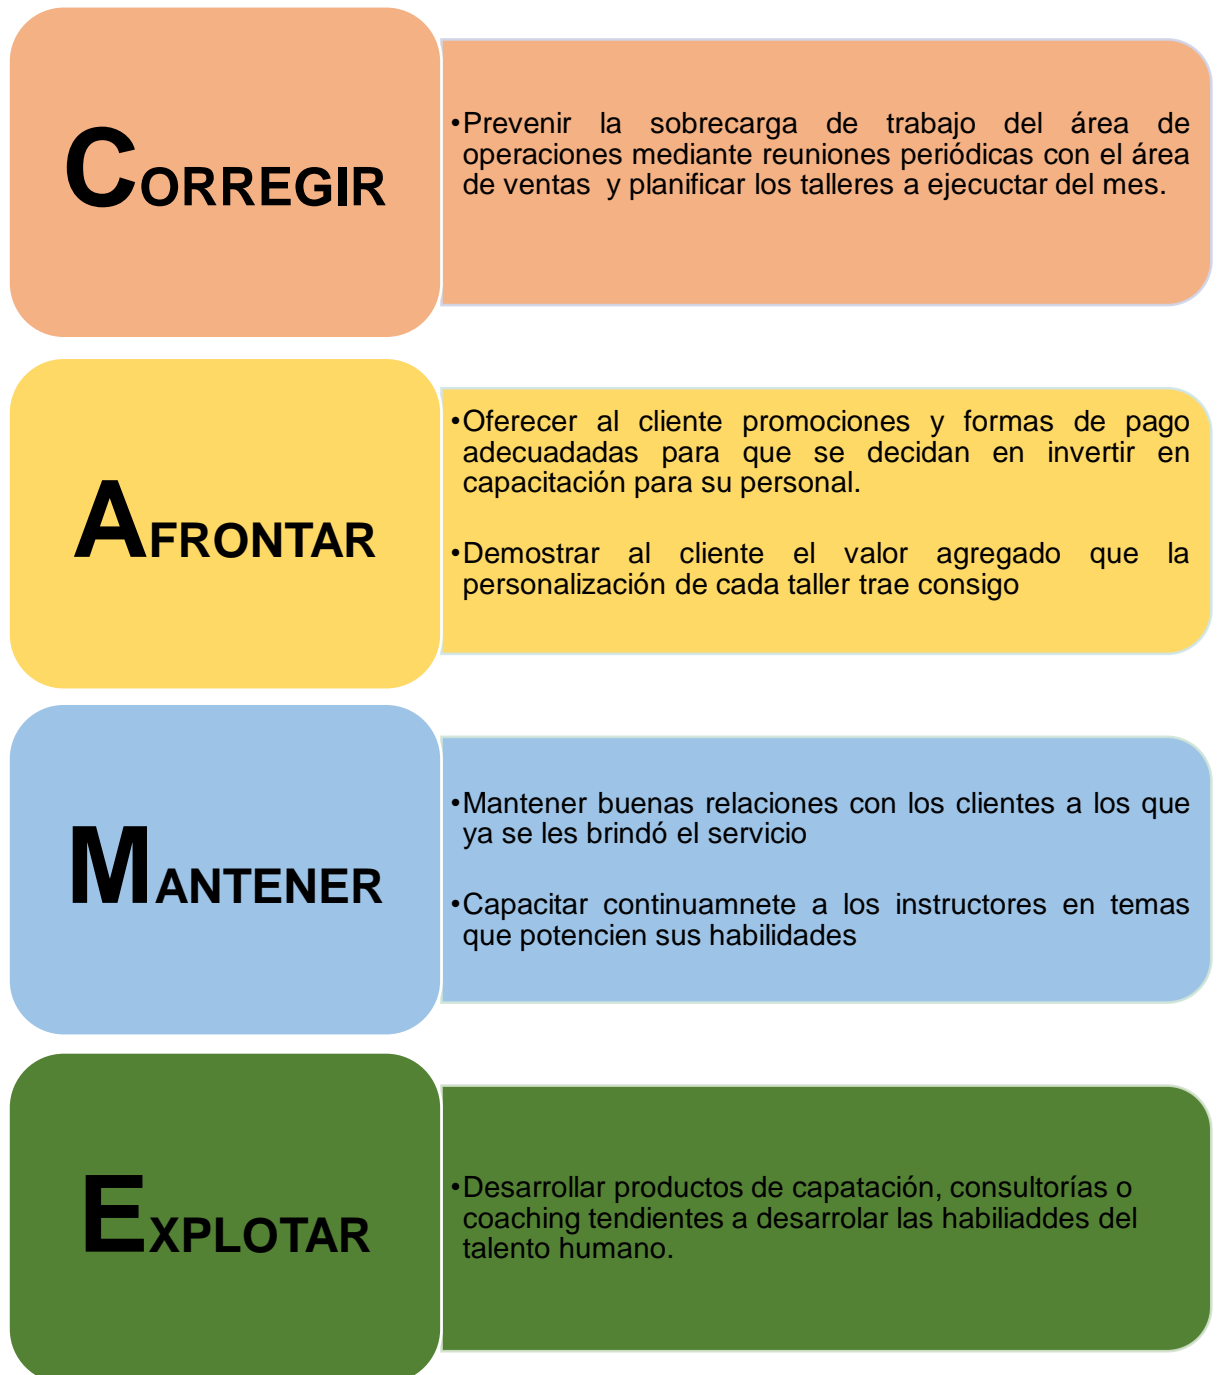 CORREGIR
•Prevenir la sobrecarga de trabajo del área de
operaciones mediante reuniones periódicas con el área
de ventas y planificar los talleres a ejecuctar del mes.
AFRONTAR
•Oferecer al cliente promociones y formas de pago
adecuadadas para que se decidan en invertir en
capacitación para su personal.
•Demostrar al cliente el valor agregado que la
personalización de cada taller trae consigo
MANTENER
•Mantener buenas relaciones con los clientes a los que
ya se les brindó el servicio
•Capacitar continuamnete a los instructores en temas
que potencien sus habilidades
EXPLOTAR
•Desarrollar productos de capatación, consultorías o
coaching tendientes a desarrolar las habiliaddes del
talento humano.